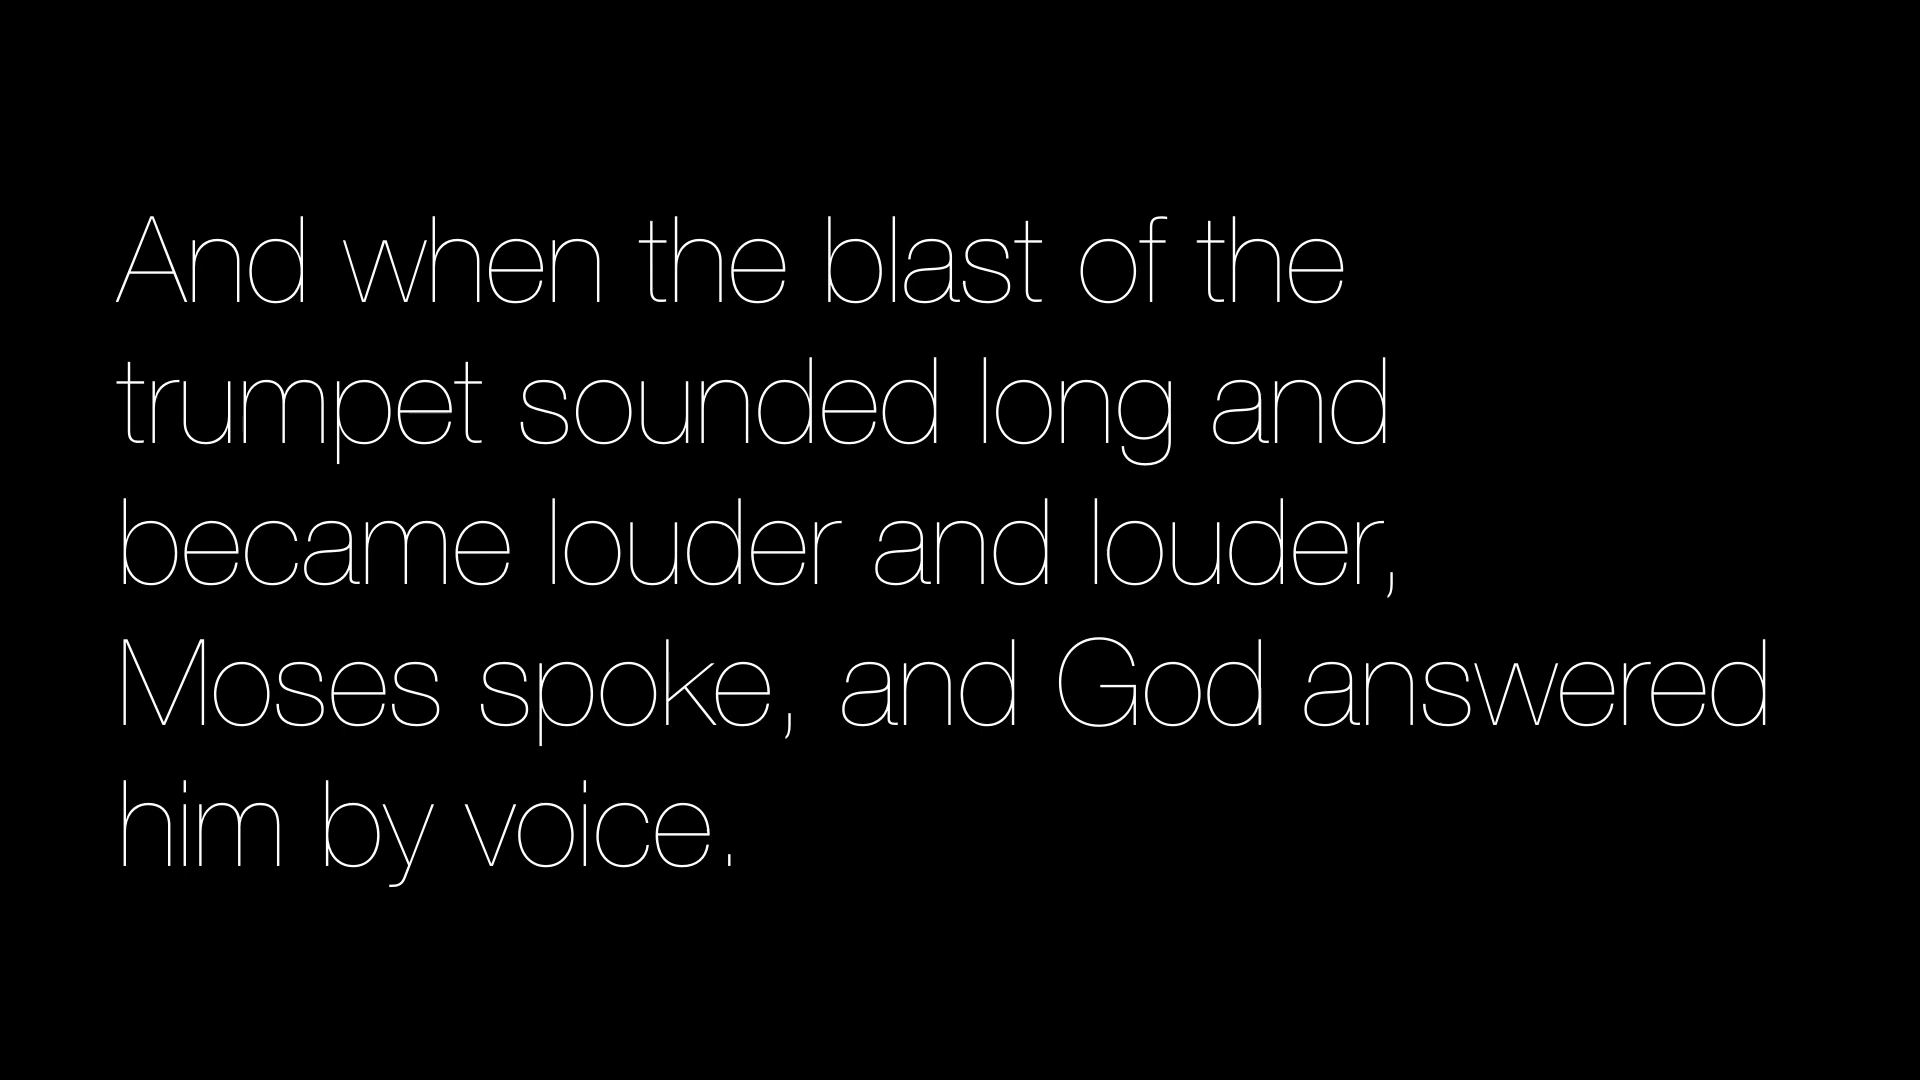 And when the blast of the
trumpet sounded long and
became louder and louder,
Moses spoke, and God answered
him by voice.